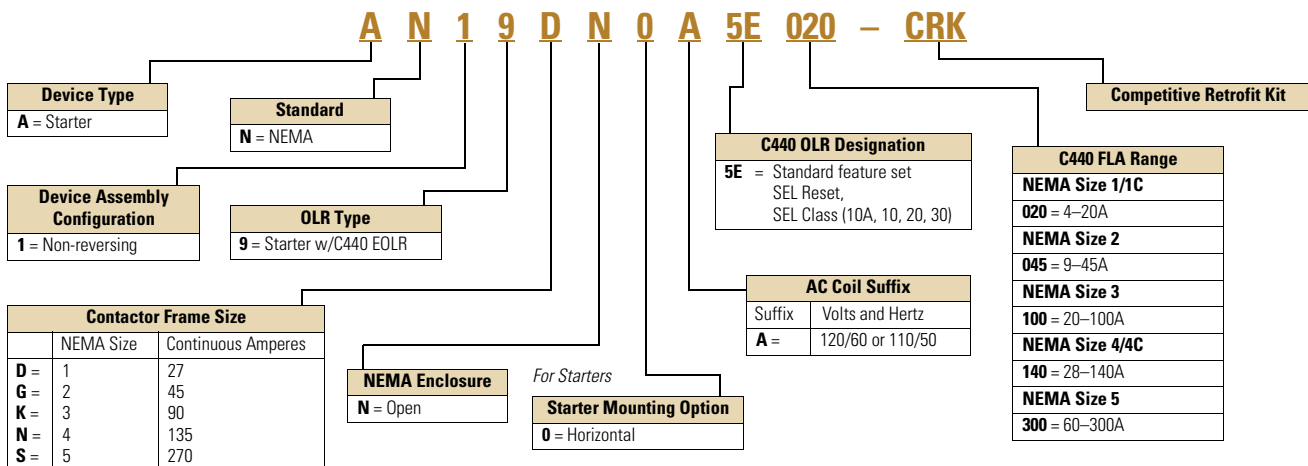 A N 1 9 D N 0 A 5E 020 – CRK
Device Type
A = Starter
Standard
N = NEMA
Competitive Retrofit Kit
C440 OLR Designation
5E = Standard feature set
SEL Reset,
SEL Class (10A, 10, 20, 30)
C440 FLA Range
NEMA Size 1/1C
020 = 4–20A
NEMA Size 2
045 = 9–45A
NEMA Size 3
100 = 20–100A
NEMA Size 4/4C
140 = 28–140A
NEMA Size 5
300 = 60–300A
Device Assembly
Configuration
1 = Non-reversing
OLR Type
9 = Starter w/C440 EOLR
AC Coil Suffix
Suffix Volts and Hertz
A = 120/60 or 110/50
Contactor Frame Size
NEMA Size Continuous Amperes
D = 1 27
G = 2 45
K = 3 90
N = 4 135
S = 5 270
NEMA Enclosure
N = Open
For Starters
Starter Mounting Option
0 = Horizontal